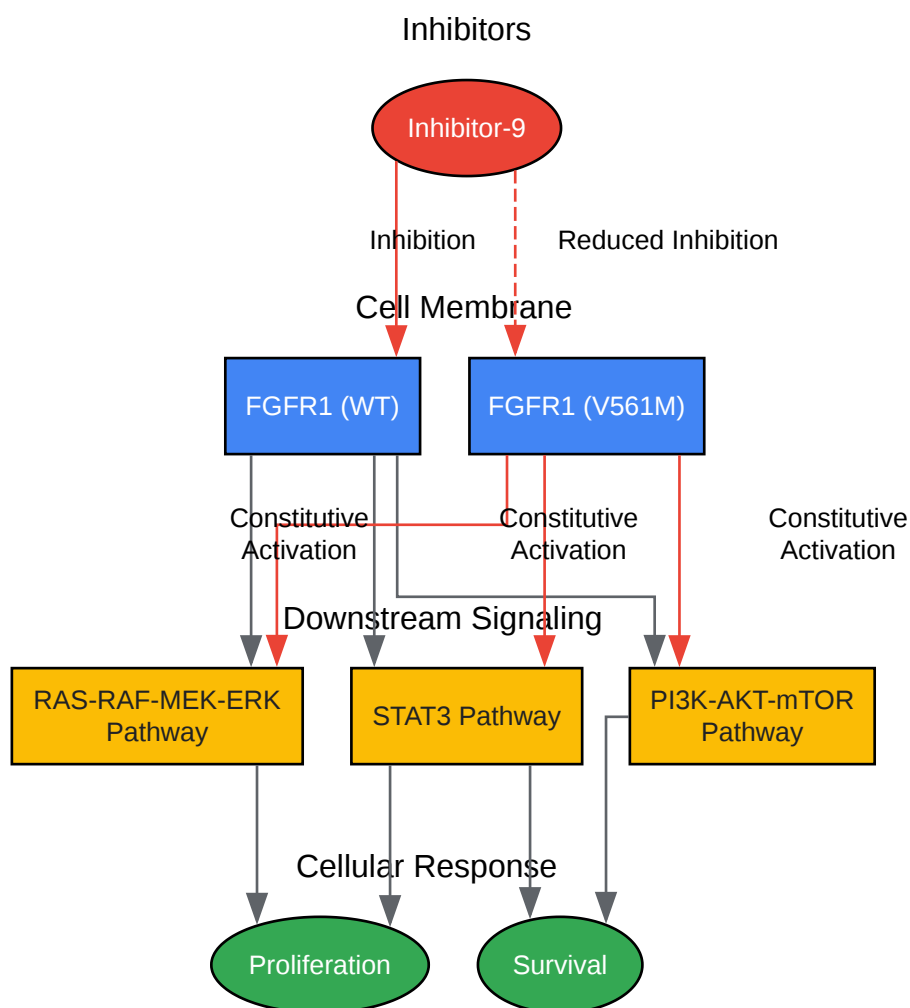 Inhibitors
Inhibitor-9
Inhibition
Reduced Inhibition
Cell Membrane
FGFR1 (WT)
FGFR1 (V561M)
Constitutive
Activation
Constitutive
Activation
Constitutive
Activation
Downstream Signaling
RAS-RAF-MEK-ERK
Pathway
STAT3 Pathway
PI3K-AKT-mTOR
Pathway
Cellular Response
Proliferation
Survival